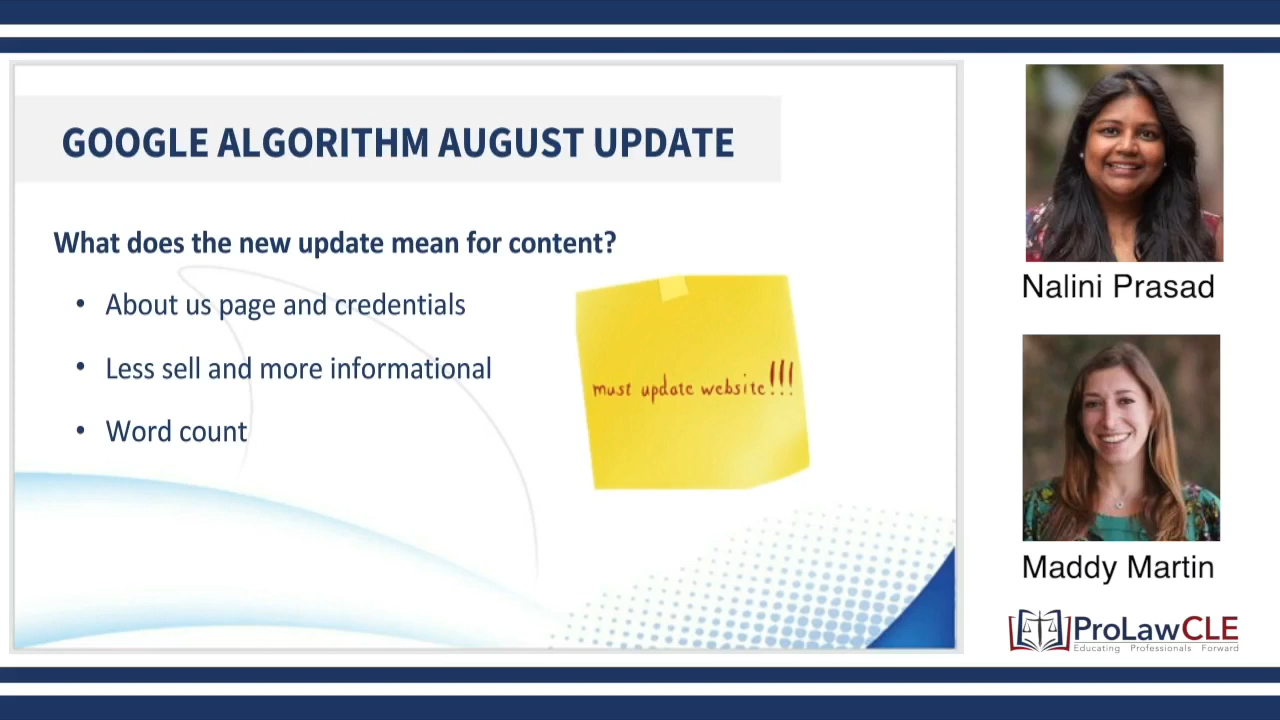 GOOGLE ALGORITHM AUGUST UPDATE
What does the new update mean for content?
• About us page and credentials
• Less sell and more informational
• Word count
must update website!!!
Nalini Prasad
Maddy Martin
ProLawCLE
Educating Professionals Forward